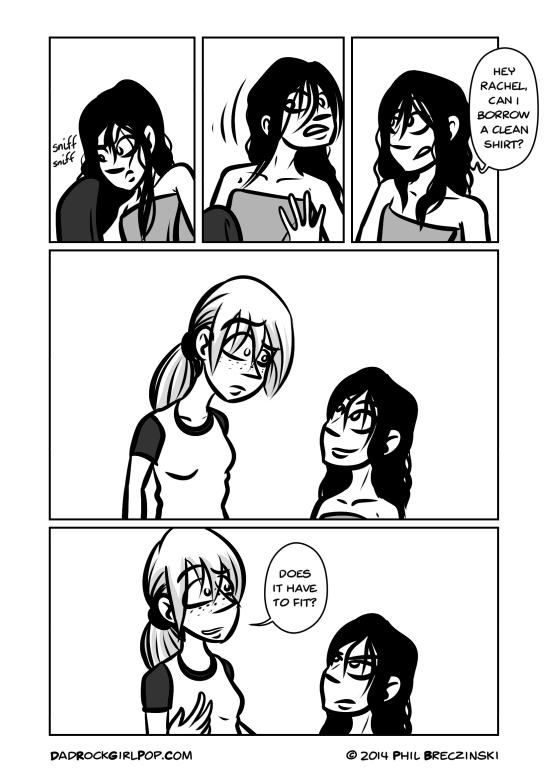 sniff
sniff
HEY
RACHEL,
CAN I
BORROW
A CLEAN
SHIRT?
DOES
IT HAVE
TO FIT?
DADROCKGIRLPOP.COM
© 2014 PHIL BRECZINSKI